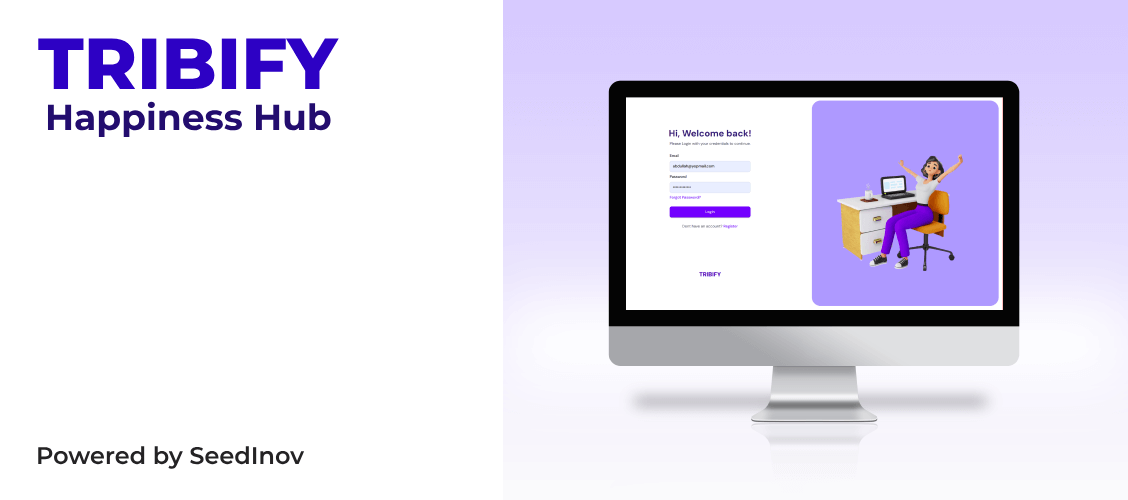 TRIBIFY
Happiness Hub
Powered by SeedInov
Hi, Welcome back!
Please Login with your credentials to continue
Email
abdullah@yopmail.com
Password
Forgot Password?
Login
Don't have an account? Register
TRIBIFY